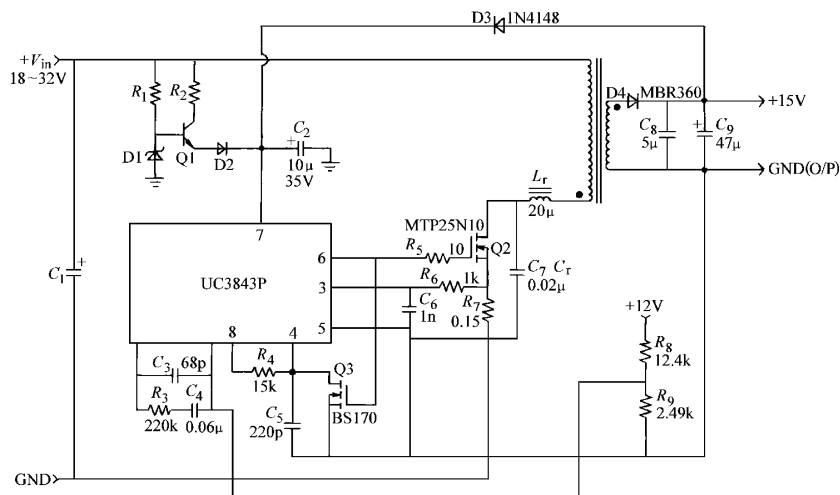 D3
1N4148
+Vin
18~32V
R1
R2
D1
Q1
D2
C2
10μ
35V
D4
MBR360
+15V
C8
5μ
C9
47μ
GND(O/P)
Lr
20μ
MTP25N10
Q2
7
UC3843P
6
3
5
8
4
R5
10
R6
1k
C6
1n
R7
0.15
C7 Cr
0.02μ
C1
+12V
R8
12.4k
R9
2.49k
C3
68p
R3
220k
C4
0.06μ
R4
15k
Q3
BS170
C5
220p
GND